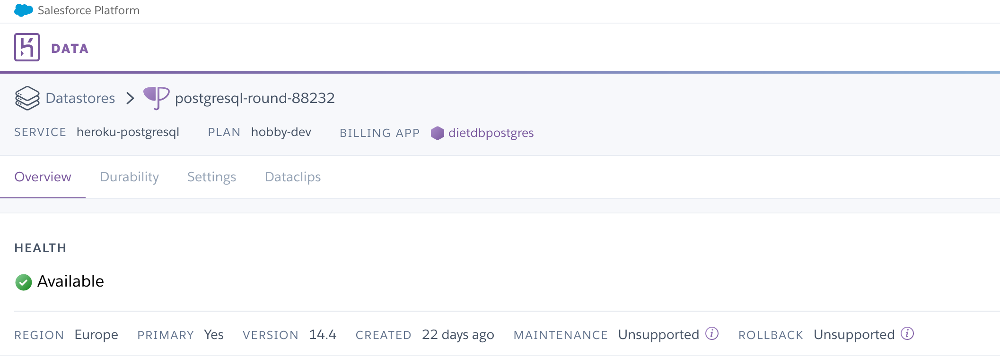 Salesforce Platform
DATA
Datastores postgresql-round-88232
SERVICE heroku-postgresql PLAN hobby-dev BILLING APP dietdbpostgres
Overview Durability Settings Dataclips
HEALTH
Available
REGION Europe PRIMARY Yes VERSION 14.4 CREATED 22 days ago MAINTENANCE Unsupported i ROLLBACK Unsupported i